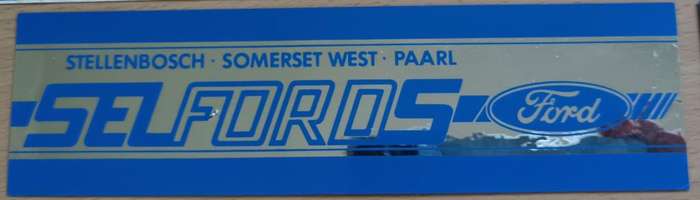 STELLENBOSCH · SOMERSET WEST · PAARL
SELFORDS Ford